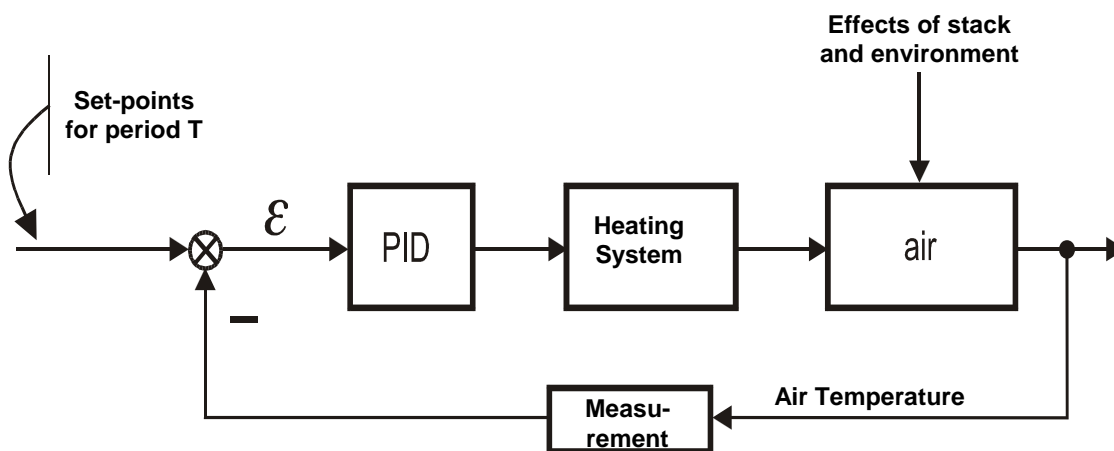 Effects of stack
and environment
Set-points
for period T
ε
PID
Heating
System
air
–
Air Temperature
Measu-
rement